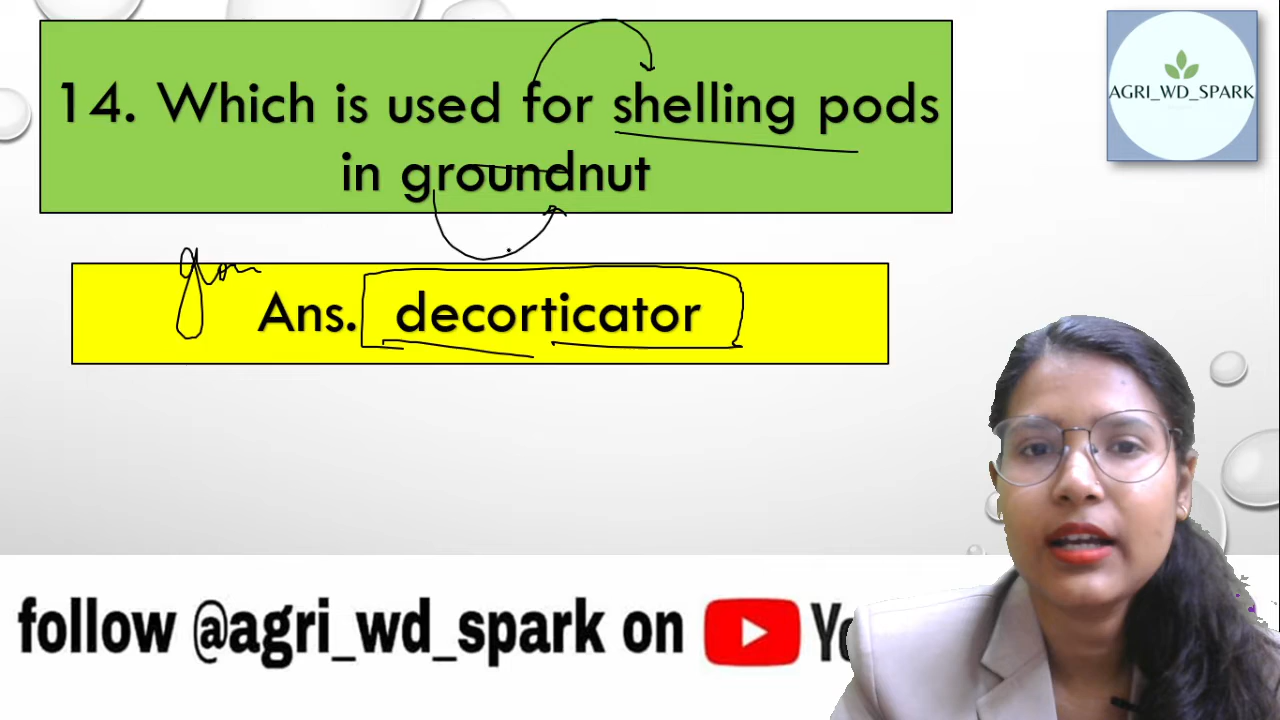 14. Which is used for shelling pods
in groundnut
AGRI_WD_SPARK
Ans. decorticator
follow @agri_wd_spark on